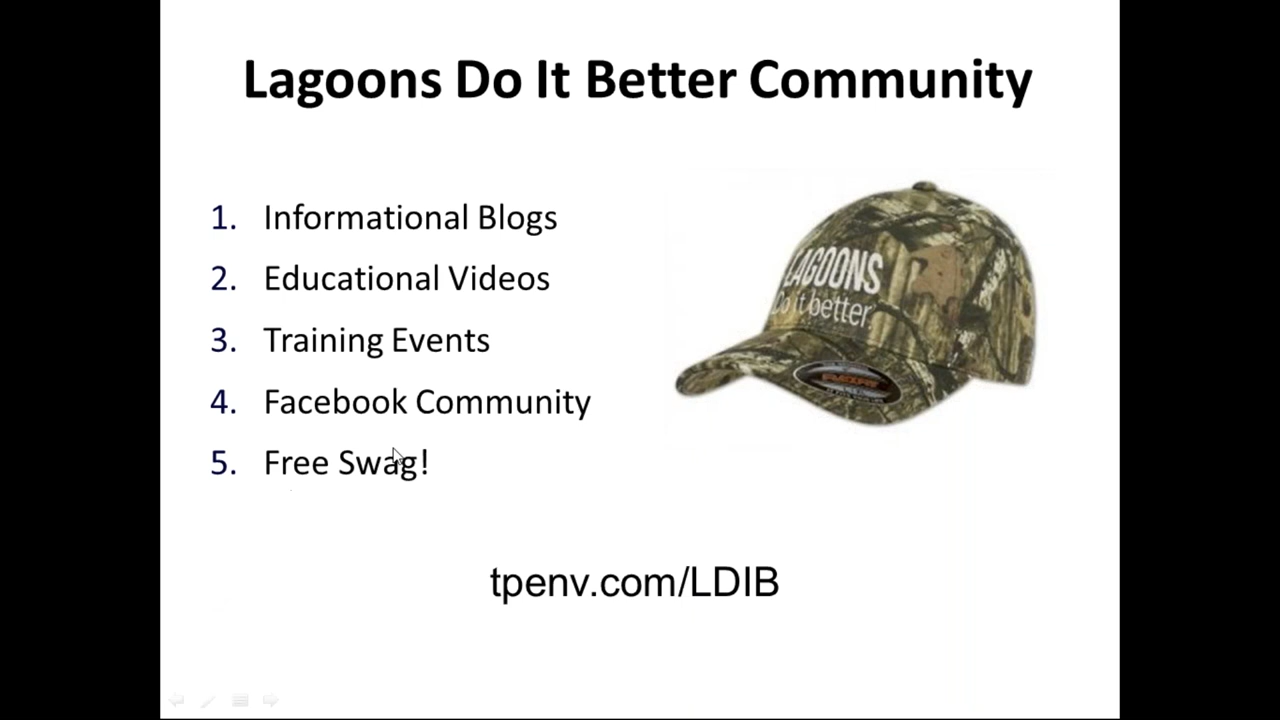 Lagoons Do It Better Community
1. Informational Blogs
2. Educational Videos
3. Training Events
4. Facebook Community
5. Free Swag!
LAGOONS
Do it better.
FLEXFIT
tpenv.com/LDIB